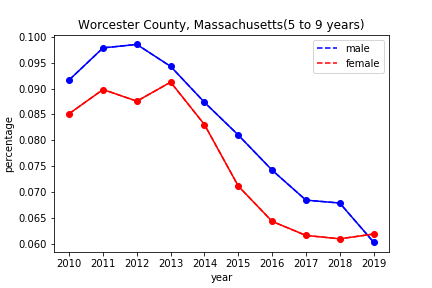 Worcester County, Massachusetts(5 to 9 years)
male
female
percentage
0.100
0.095
0.090
0.085
0.080
0.075
0.070
0.065
0.060
2010 2011 2012 2013 2014 2015 2016 2017 2018 2019
year